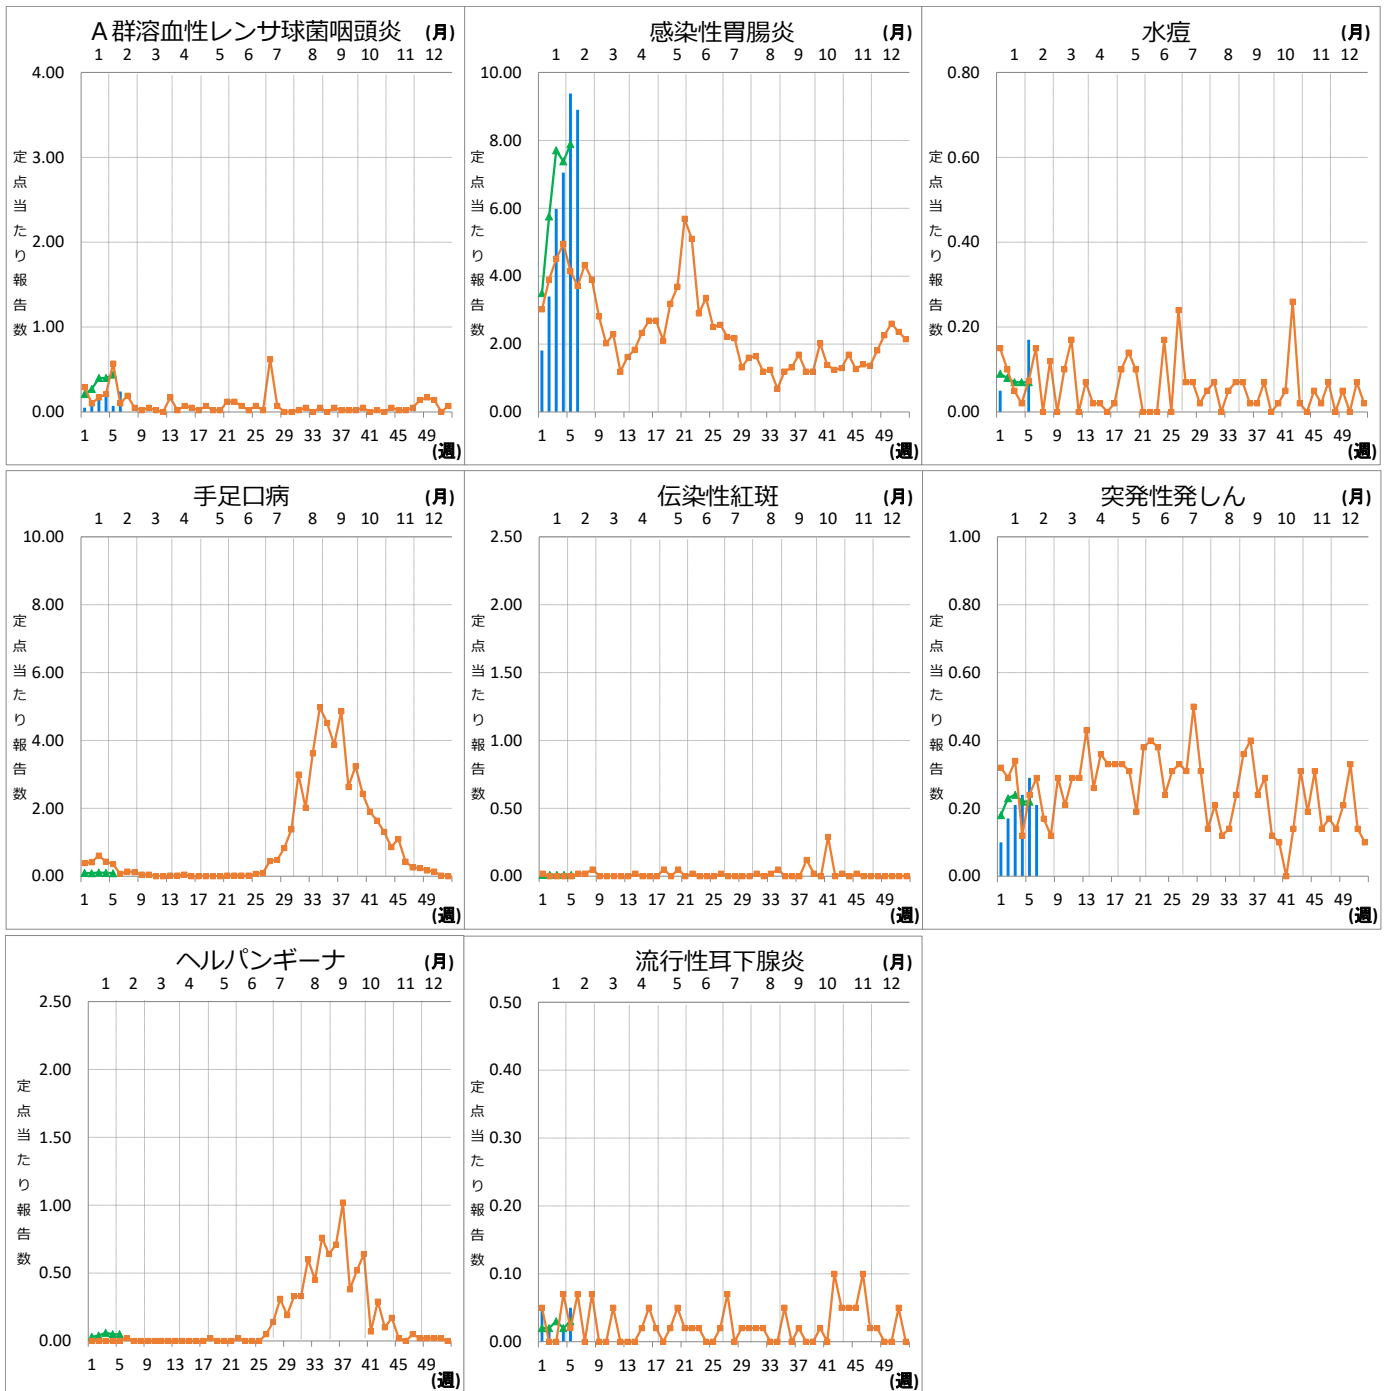 A群溶血性レンサ球菌咽頭炎 (月)
1 2 3 4 5 6 7 8 9 10 11 12
4.00
3.00
2.00
1.00
0.00
定点当たり報告数
1 5 9 13 17 21 25 29 33 37 41 45 49
(週)
感染性胃腸炎 (月)
1 2 3 4 5 6 7 8 9 10 11 12
10.00
8.00
6.00
4.00
2.00
0.00
定点当たり報告数
1 5 9 13 17 21 25 29 33 37 41 45 49
(週)
水痘 (月)
1 2 3 4 5 6 7 8 9 10 11 12
0.80
0.60
0.40
0.20
0.00
定点当たり報告数
1 5 9 13 17 21 25 29 33 37 41 45 49
(週)
手足口病 (月)
1 2 3 4 5 6 7 8 9 10 11 12
10.00
8.00
6.00
4.00
2.00
0.00
定点当たり報告数
1 5 9 13 17 21 25 29 33 37 41 45 49
(週)
伝染性紅斑 (月)
1 2 3 4 5 6 7 8 9 10 11 12
2.50
2.00
1.50
1.00
0.50
0.00
定点当たり報告数
1 5 9 13 17 21 25 29 33 37 41 45 49
(週)
突発性発しん (月)
1 2 3 4 5 6 7 8 9 10 11 12
1.00
0.80
0.60
0.40
0.20
0.00
定点当たり報告数
1 5 9 13 17 21 25 29 33 37 41 45 49
(週)
ヘルパンギーナ (月)
1 2 3 4 5 6 7 8 9 10 11 12
2.50
2.00
1.50
1.00
0.50
0.00
定点当たり報告数
1 5 9 13 17 21 25 29 33 37 41 45 49
(週)
流行性耳下腺炎 (月)
1 2 3 4 5 6 7 8 9 10 11 12
0.50
0.40
0.30
0.20
0.10
0.00
定点当たり報告数
1 5 9 13 17 21 25 29 33 37 41 45 49
(週)